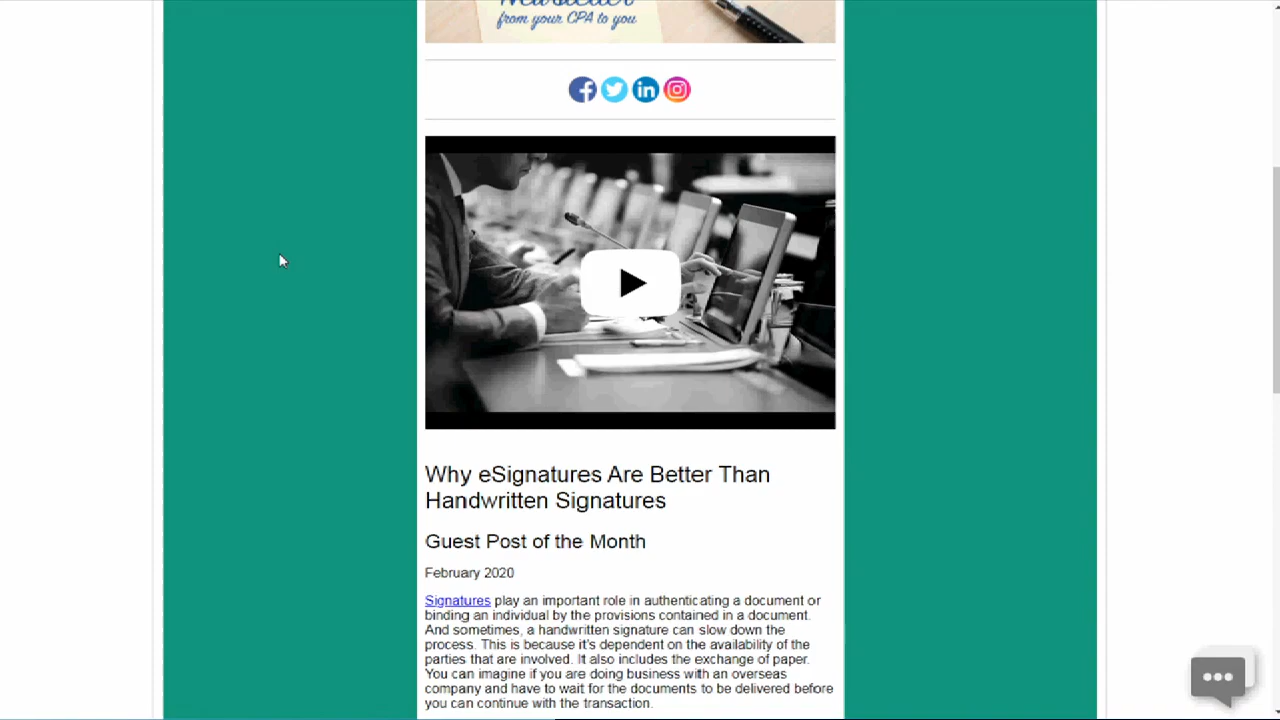 Newsletter
from your CPA to you
Why eSignatures Are Better Than
Handwritten Signatures
Guest Post of the Month
February 2020
Signatures play an important role in authenticating a document or
binding an individual by the provisions contained in a document.
And sometimes, a handwritten signature can slow down the
process. This is because it's dependent on the availability of the
parties that are involved. It also includes the exchange of paper.
You can imagine if you are doing business with an overseas
company and have to wait for the documents to be delivered before
you can continue with the transaction.